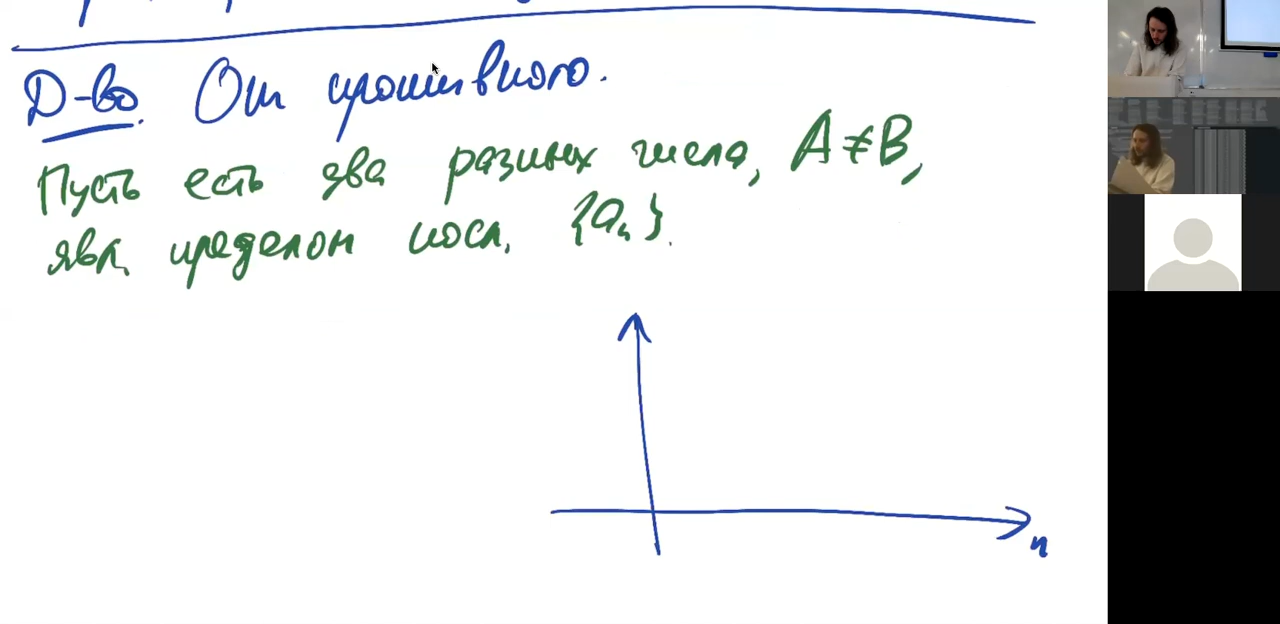 Д-во. От противного.
Пусть есть два разных числа, A ≠ B,
явл. пределом посл. {aₙ}.
n